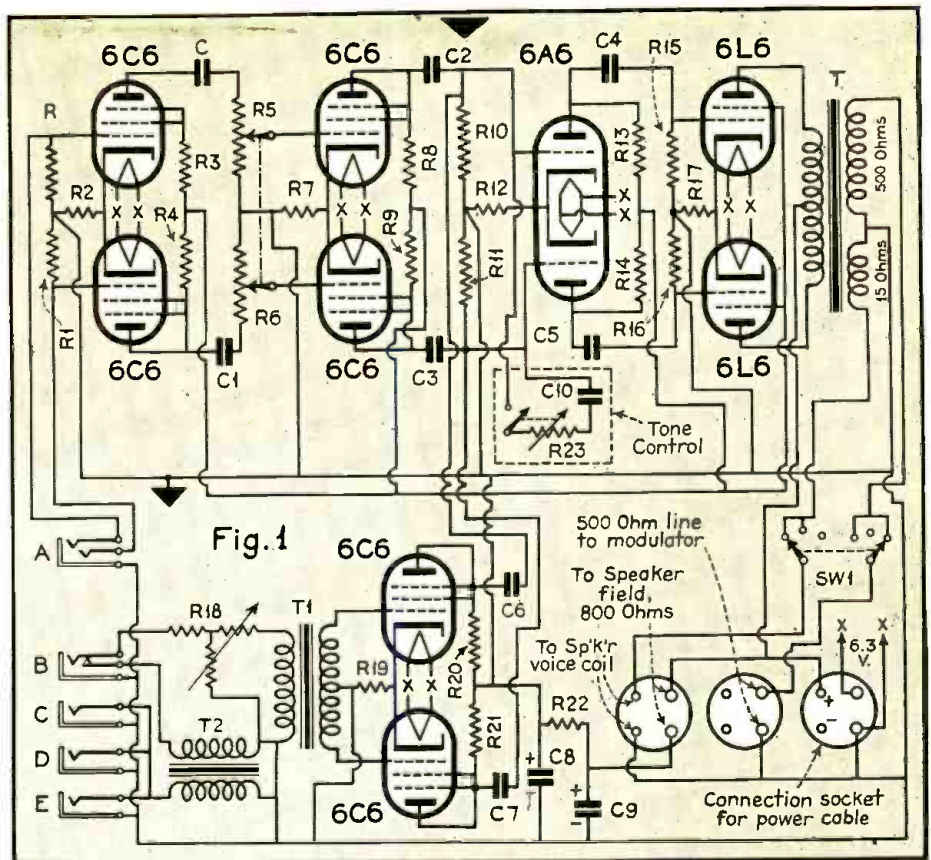 6C6
C
6C6
C2
6A6
C4
R15
6L6
T.
R
R5
R10
R13
500 Ohms
R3
R8
R2
R7
R12
R17
X X
X X
X
X
X X
R4
R9
R11
R14
15 Ohms
R1
R6
R16
C5
6C6
C1
6C6
C3
6L6
C10
R23
Tone
Control
Fig.1
6C6
500 Ohm line
to modulator
A
C6
To Speaker
field,
800 Ohms
SW1
R18
T1
R20
X X
6.3
V.
B
R19
X X
To Sp'k'r
voice coil
C
T2
R21
R22
+
-
D
+
C8
E
6C6
C7
+
-
C9
Connection socket
for power cable